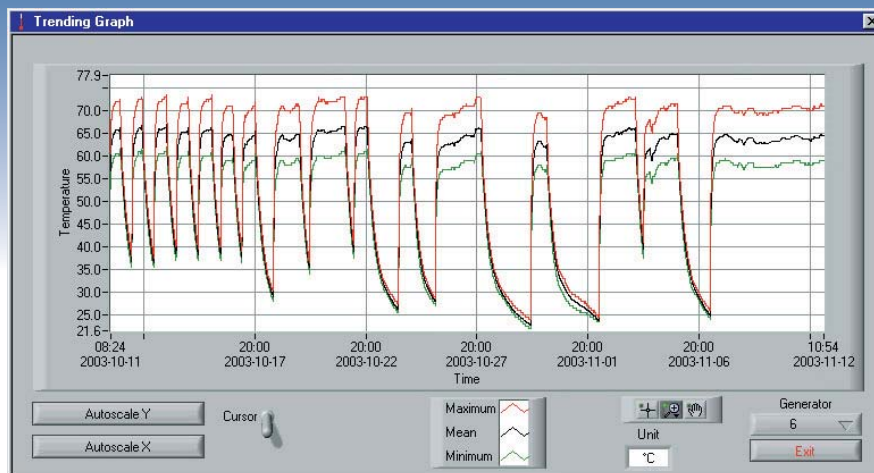 Trending Graph
77.9
70.0
65.0
60.0
55.0
50.0
45.0
40.0
35.0
30.0
25.0
21.6
Temperature
08:24 20:00 20:00 20:00 20:00 20:00 10:54
2003-10-11 2003-10-17 2003-10-22 2003-10-27 2003-11-01 2003-11-06 2003-11-12
Time
Autoscale Y
Autoscale X
Cursor
Maximum
Mean
Minimum
Unit
°C
Generator
6
Exit